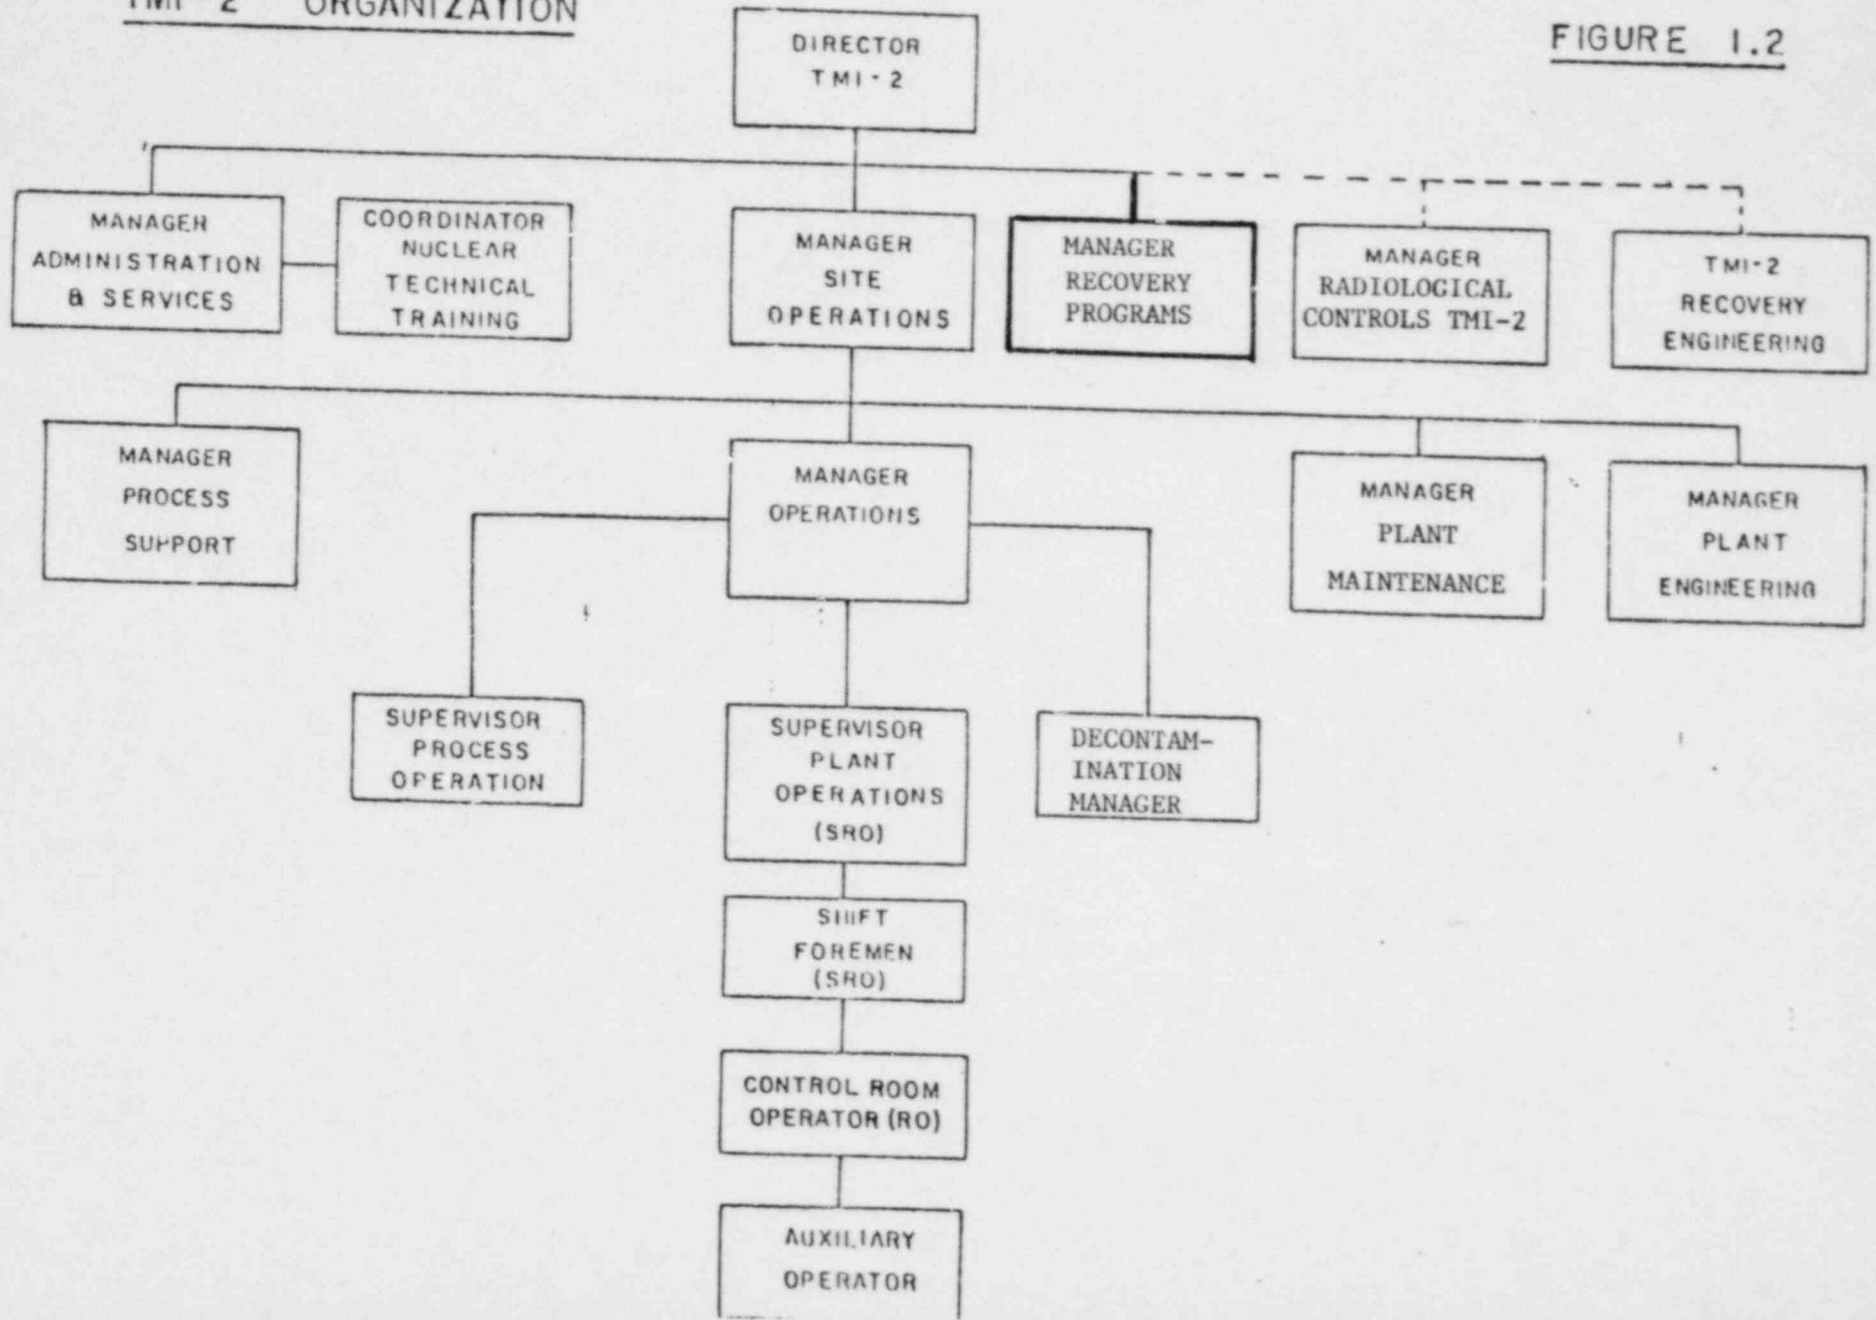 TMI-2 ORGANIZATION
FIGURE 1.2
DIRECTOR
TMI-2
MANAGER
ADMINISTRATION
& SERVICES
COORDINATOR
NUCLEAR
TECHNICAL
TRAINING
MANAGER
SITE
OPERATIONS
MANAGER
RECOVERY
PROGRAMS
MANAGER
RADIOLOGICAL
CONTROLS TMI-2
TMI-2
RECOVERY
ENGINEERING
MANAGER
PROCESS
SUPPORT
MANAGER
OPERATIONS
MANAGER
PLANT
MAINTENANCE
MANAGER
PLANT
ENGINEERING
SUPERVISOR
PROCESS
OPERATION
SUPERVISOR
PLANT
OPERATIONS
(SRO)
DECONTAM-
INATION
MANAGER
SHIFT
FOREMEN
(SRO)
CONTROL ROOM
OPERATOR (RO)
AUXILIARY
OPERATOR